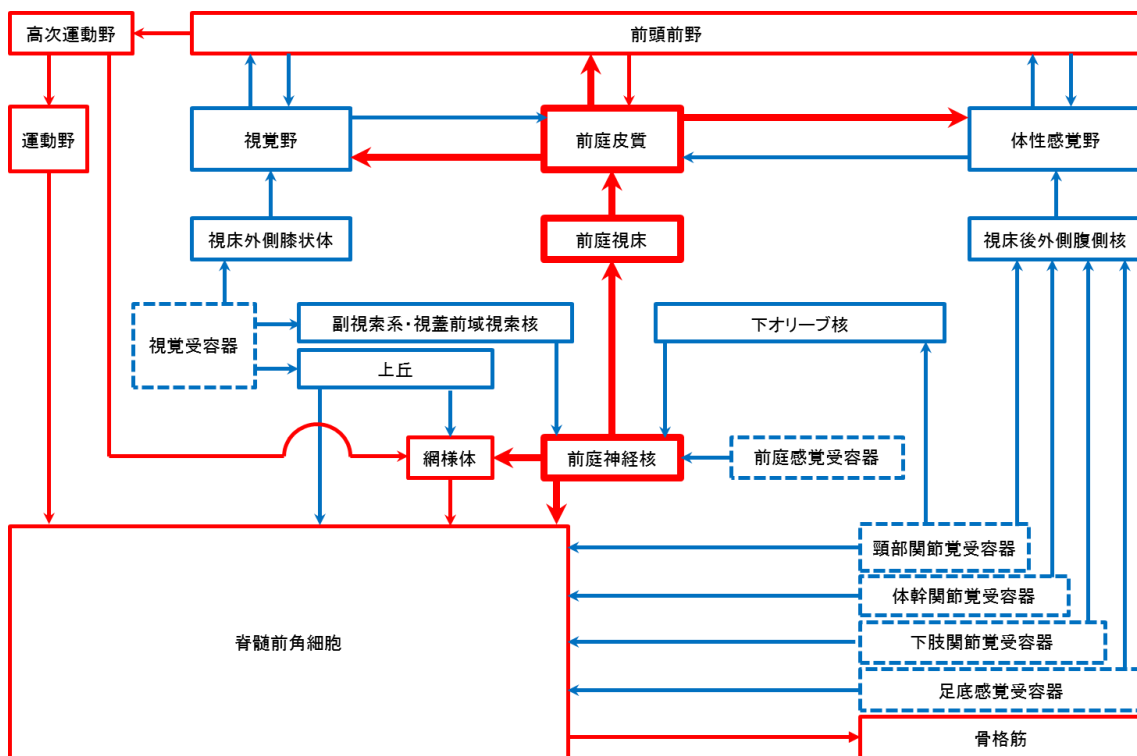 高次運動野
前頭前野
運動野
視覚野
前庭皮質
体性感覚野
視床外側膝状体
前庭視床
視床後外側腹側核
視覚受容器
副視索系・視蓋前域視索核
下オリーブ核
上丘
網様体
前庭神経核
前庭感覚受容器
頸部関節覚受容器
体幹関節覚受容器
脊髄前角細胞
下肢関節覚受容器
足底感覚受容器
骨格筋